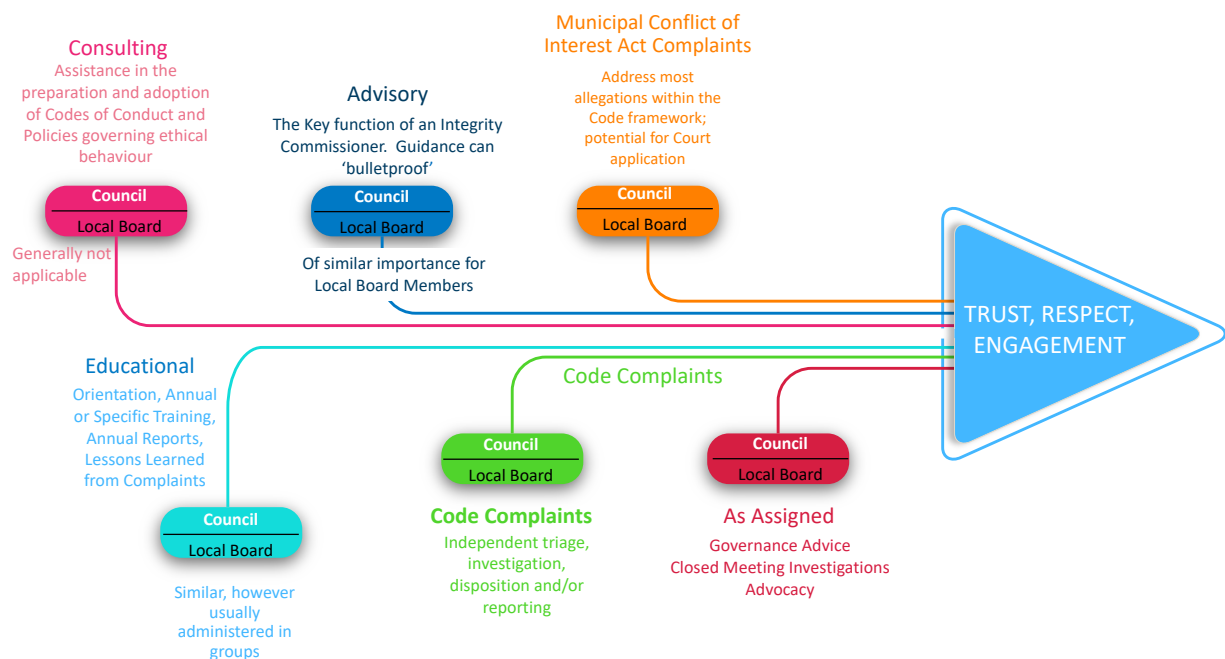 Consulting
Assistance in the
preparation and adoption
of Codes of Conduct and
Policies governing ethical
behaviour
Council
Local Board
Generally not
applicable
Advisory
The Key function of an Integrity
Commissioner.  Guidance can
‘bulletproof’
Council
Local Board
Of similar importance for
Local Board Members
Municipal Conflict of
Interest Act Complaints
Address most
allegations within the
Code framework;
potential for Court
application
Council
Local Board
TRUST, RESPECT,
ENGAGEMENT
Educational
Orientation, Annual
or Specific Training,
Annual Reports,
Lessons Learned
from Complaints
Council
Local Board
Similar, however
usually
administered in
groups
Code Complaints
Council
Local Board
Code Complaints
Independent triage,
investigation,
disposition and/or
reporting
Council
Local Board
As Assigned
Governance Advice
Closed Meeting Investigations
Advocacy